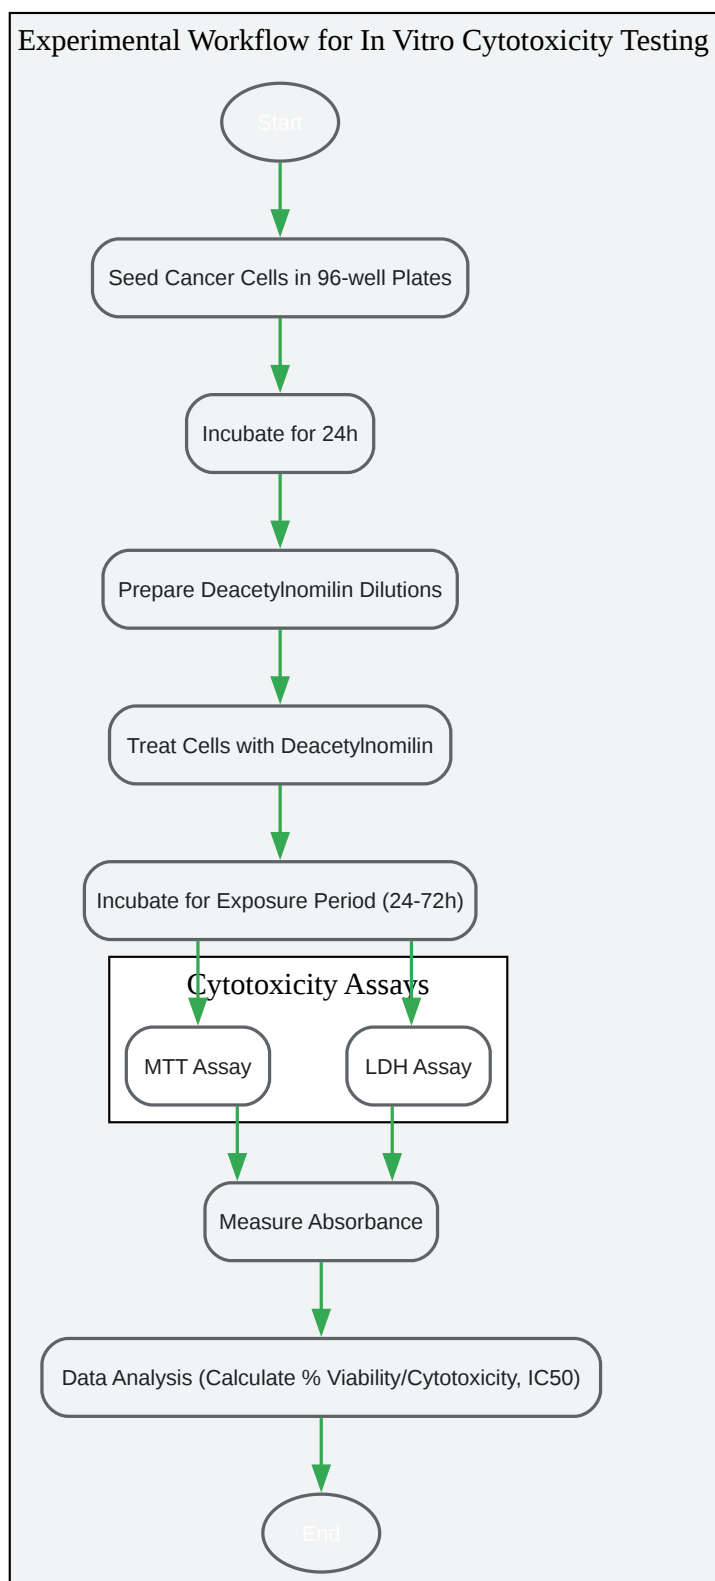 Experimental Workflow for In Vitro Cytotoxicity Testing
Start
Seed Cancer Cells in 96-well Plates
Incubate for 24h
Prepare Deacetylnomilin Dilutions
Treat Cells with Deacetylnomilin
Incubate for Exposure Period (24-72h)
Cytotoxicity Assays
MTT Assay
LDH Assay
Measure Absorbance
Data Analysis (Calculate % Viability/Cytotoxicity, IC50)
End